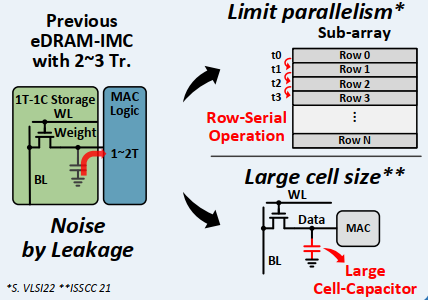 Previous
eDRAM-IMC
with 2~3 Tr.
1T-1C Storage
WL
Weight
BL
MAC
Logic
1~2T
Noise
by Leakage
*S. VLSI22 **ISSCC 21
Limit parallelism*
Sub-array
t0
t1
t2
t3
Row 0
Row 1
Row 2
Row 3
⋮
Row N
Row-Serial
Operation
Large cell size**
WL
Data
MAC
BL
Large
Cell-Capacitor